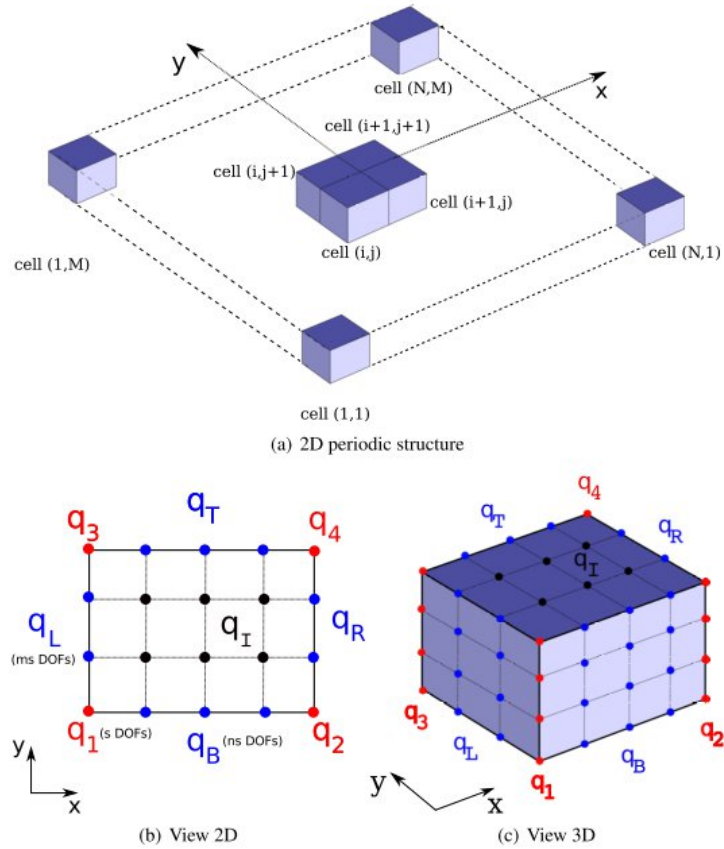 y
x
cell (N,M)
cell (i+1,j+1)
cell (i,j+1)
cell (i+1,j)
cell (i,j)
cell (1,M)
cell (N,1)
cell (1,1)
(a) 2D periodic structure
q3
qT
q4
qL
(ms DOFs)
qI
qR
q1 (s DOFs)
qB (ns DOFs)
q2
y
x
(b) View 2D
q4
qT
qR
qI
q3
qL
q1
qB
q2
y
x
(c) View 3D